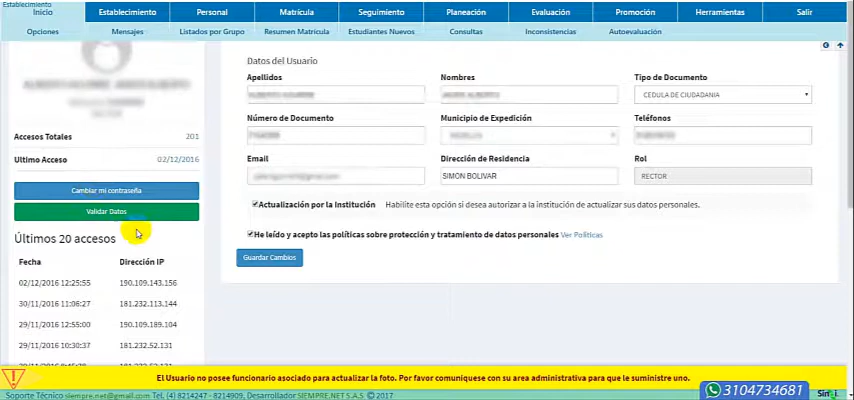 Establecimiento
Inicio Establecimiento Personal Matrícula Seguimiento Planeación Evaluación Promoción Herramientas Salir
Opciones Mensajes Listados por Grupo Resumen Matrícula Estudiantes Nuevos Consultas Inconsistencias Autoevaluación
Accesos Totales 201
Ultimo Acceso 02/12/2016
Cambiar mi contraseña
Validar Datos
Últimos 20 accesos
Fecha Dirección IP
02/12/2016 12:25:55 190.109.143.156
30/11/2016 11:06:27 181.232.113.144
29/11/2016 12:55:00 190.109.189.104
29/11/2016 10:30:37 181.232.52.131
Datos del Usuario
Apellidos Nombres Tipo de Documento
CEDULA DE CIUDADANIA
Número de Documento Municipio de Expedición Teléfonos
Email Dirección de Residencia Rol
SIMON BOLIVAR RECTOR
Actualización por la Institución Habilite esta opción si desea autorizar a la institución de actualizar sus datos personales.
He leído y acepto las políticas sobre protección y tratamiento de datos personales Ver Políticas
Guardar Cambios
El Usuario no posee funcionario asociado para actualizar la foto. Por favor comuniquese con su area administrativa para que le suministre uno.
Soporte Técnico siempre.net@gmail.com Tel. (4) 8214247 - 8214909, Desarrollador SIEMPRE.NET S.A.S © 2017
3104734681